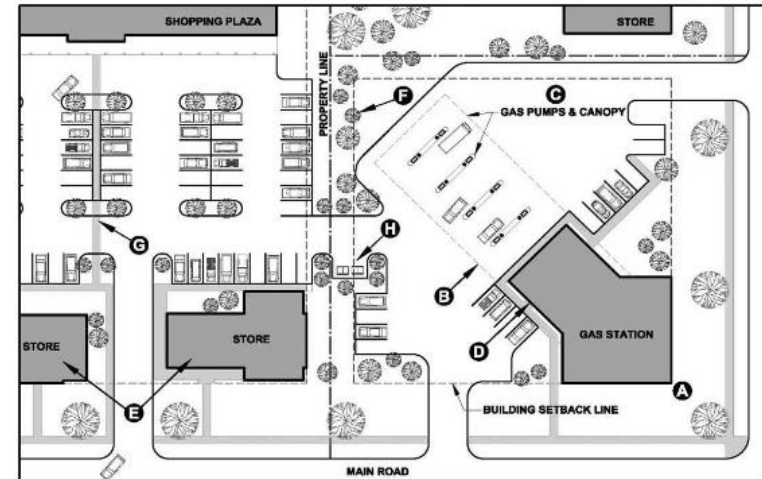 SHOPPING PLAZA
STORE
PROPERTY LINE
C
F
GAS PUMPS & CANOPY
G
H
B
STORE
STORE
D
GAS STATION
E
A
BUILDING SETBACK LINE
MAIN ROAD